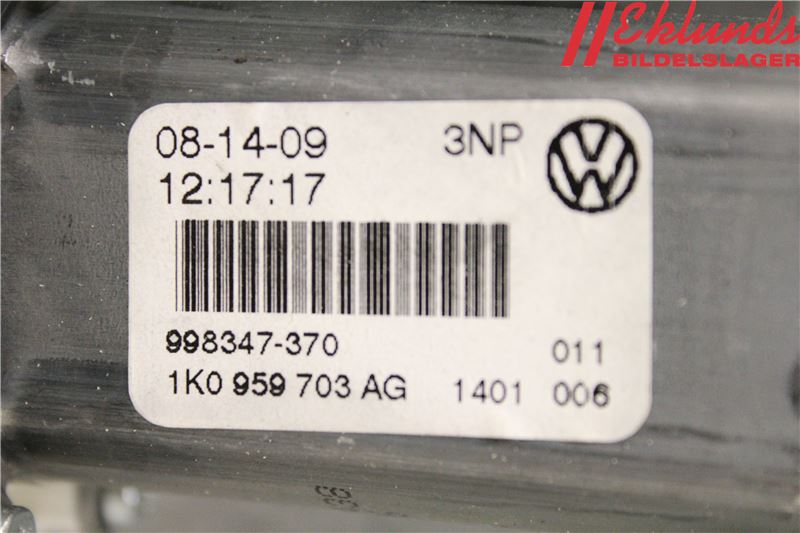 Eklunds
BILDELSLAGER
08-14-09 3NP
12:17:17
998347-370 011
1K0 959 703 AG 1401 006